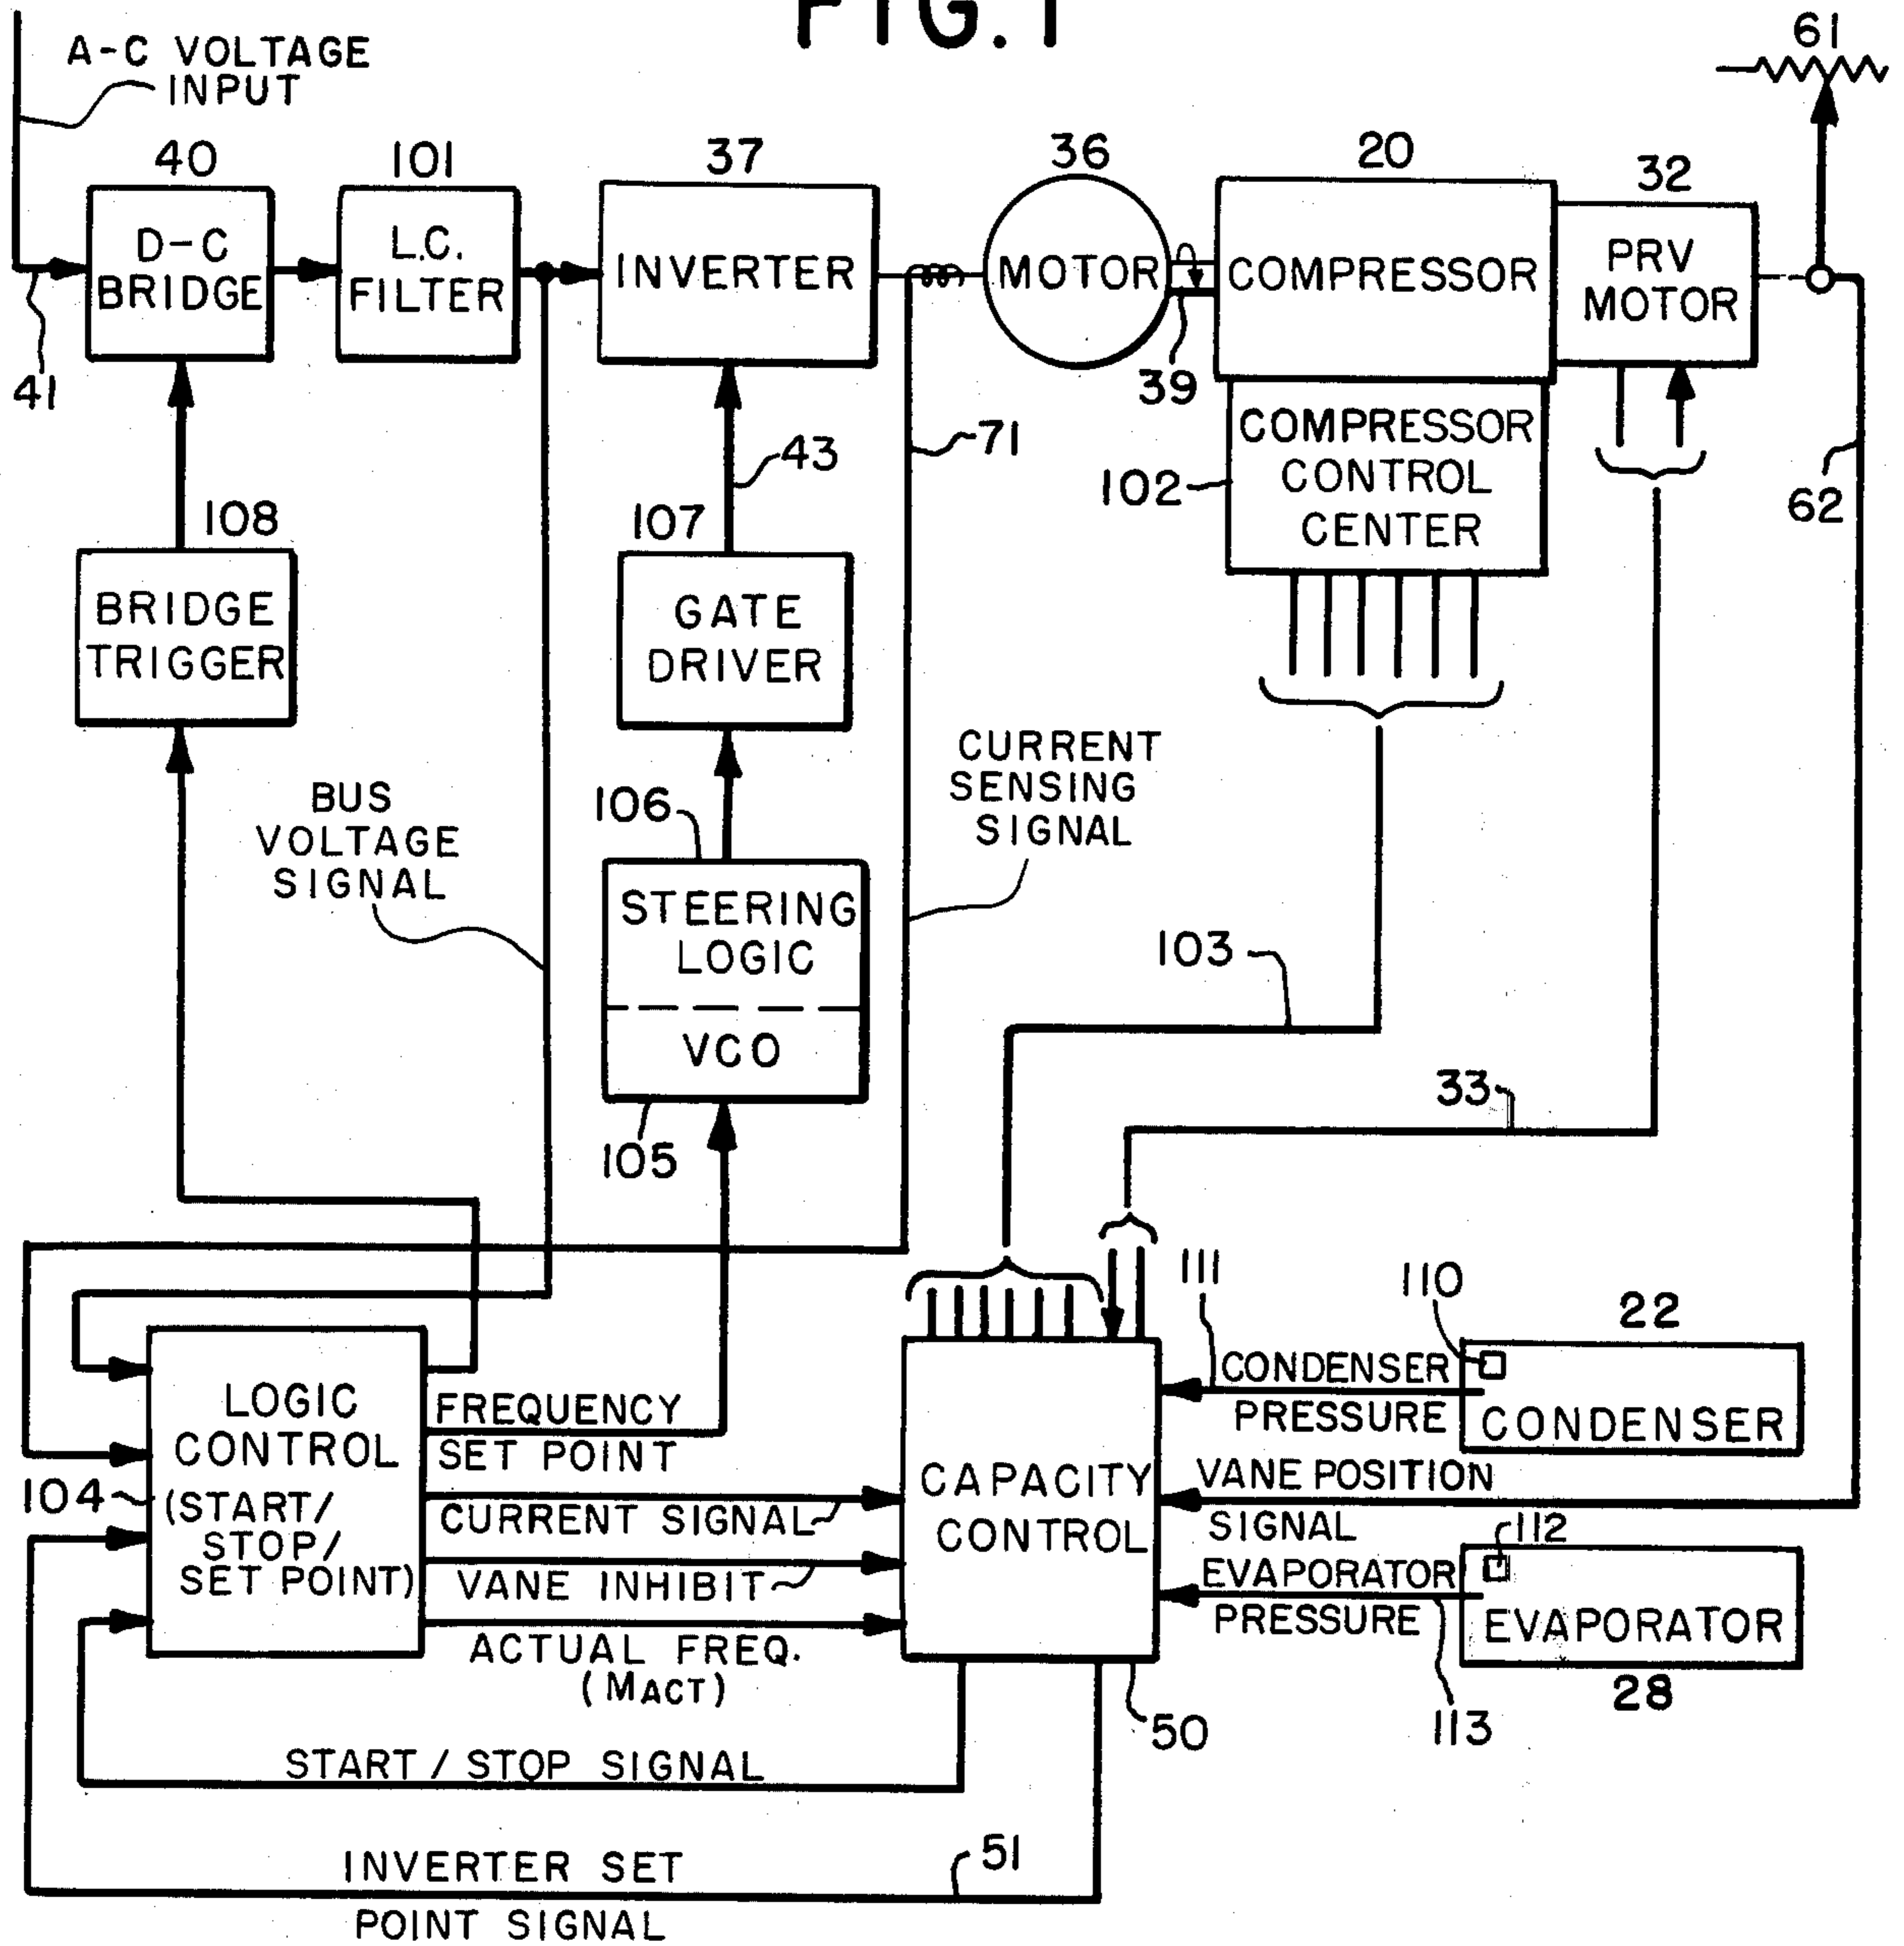 FIG. 1
61
A-C VOLTAGE
INPUT
40
101
37
36
20
32
D-C
BRIDGE
L.C.
FILTER
INVERTER
MOTOR
COMPRESSOR
PRV
MOTOR
41
39
COMPRESSOR
CONTROL
CENTER
71
43
102
62
108
107
BRIDGE
TRIGGER
GATE
DRIVER
CURRENT
SENSING
SIGNAL
BUS
VOLTAGE
SIGNAL
106
STEERING
LOGIC
VCO
103
33
105
111
110
22
LOGIC
CONTROL
(START/
STOP/
SET POINT)
104
FREQUENCY
SET POINT
CURRENT SIGNAL
VANE INHIBIT
ACTUAL FREQ.
(MACT)
CAPACITY
CONTROL
CONDENSER
PRESSURE
CONDENSER
VANE POSITION
SIGNAL
112
EVAPORATOR
PRESSURE
EVAPORATOR
28
113
50
START / STOP SIGNAL
51
INVERTER SET
POINT SIGNAL